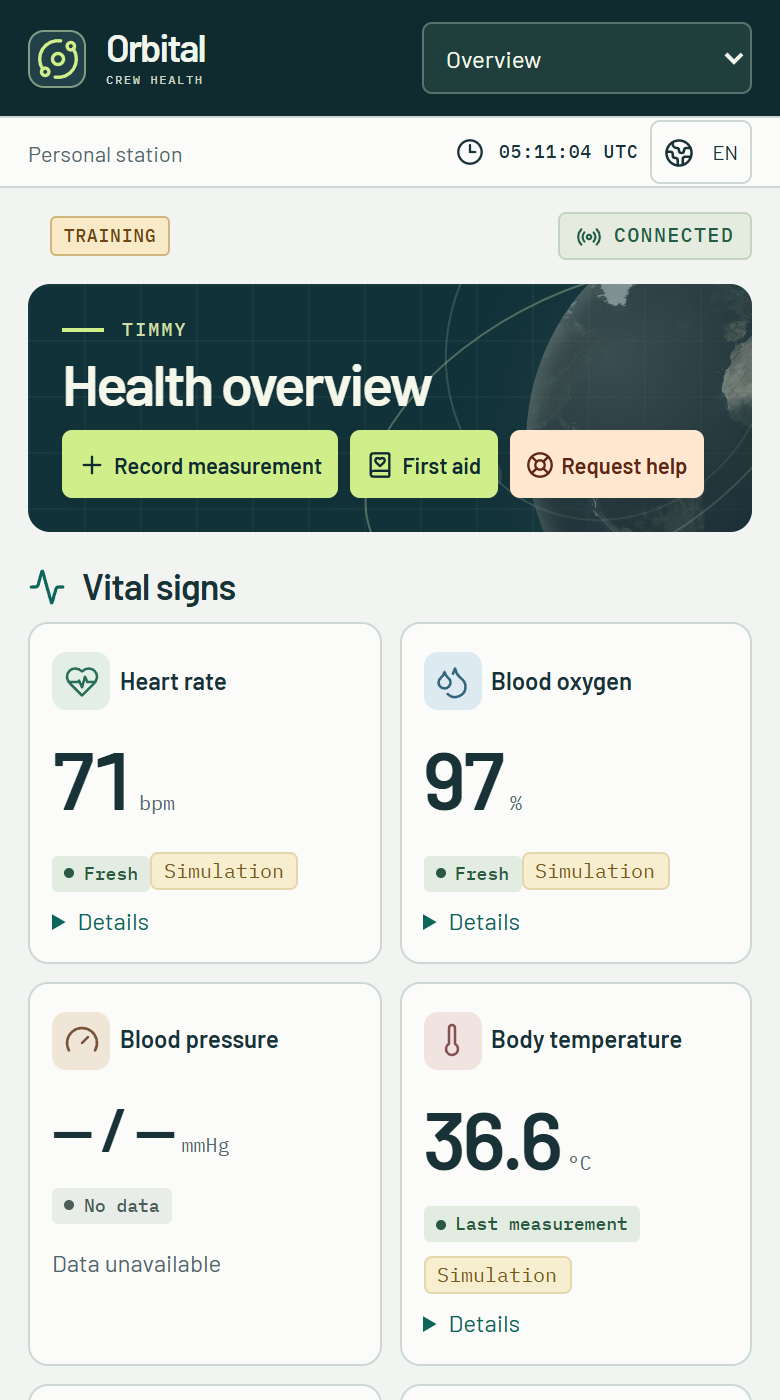 Orbital
CREW HEALTH
Overview
Personal station
05:11:04 UTC
EN
TRAINING
CONNECTED
TIMMY
Health overview
Record measurement
First aid
Request help
Vital signs
Heart rate
71 bpm
Fresh
Simulation
Details
Blood oxygen
97 %
Fresh
Simulation
Details
Blood pressure
—/— mmHg
No data
Data unavailable
Body temperature
36.6 °C
Last measurement
Simulation
Details